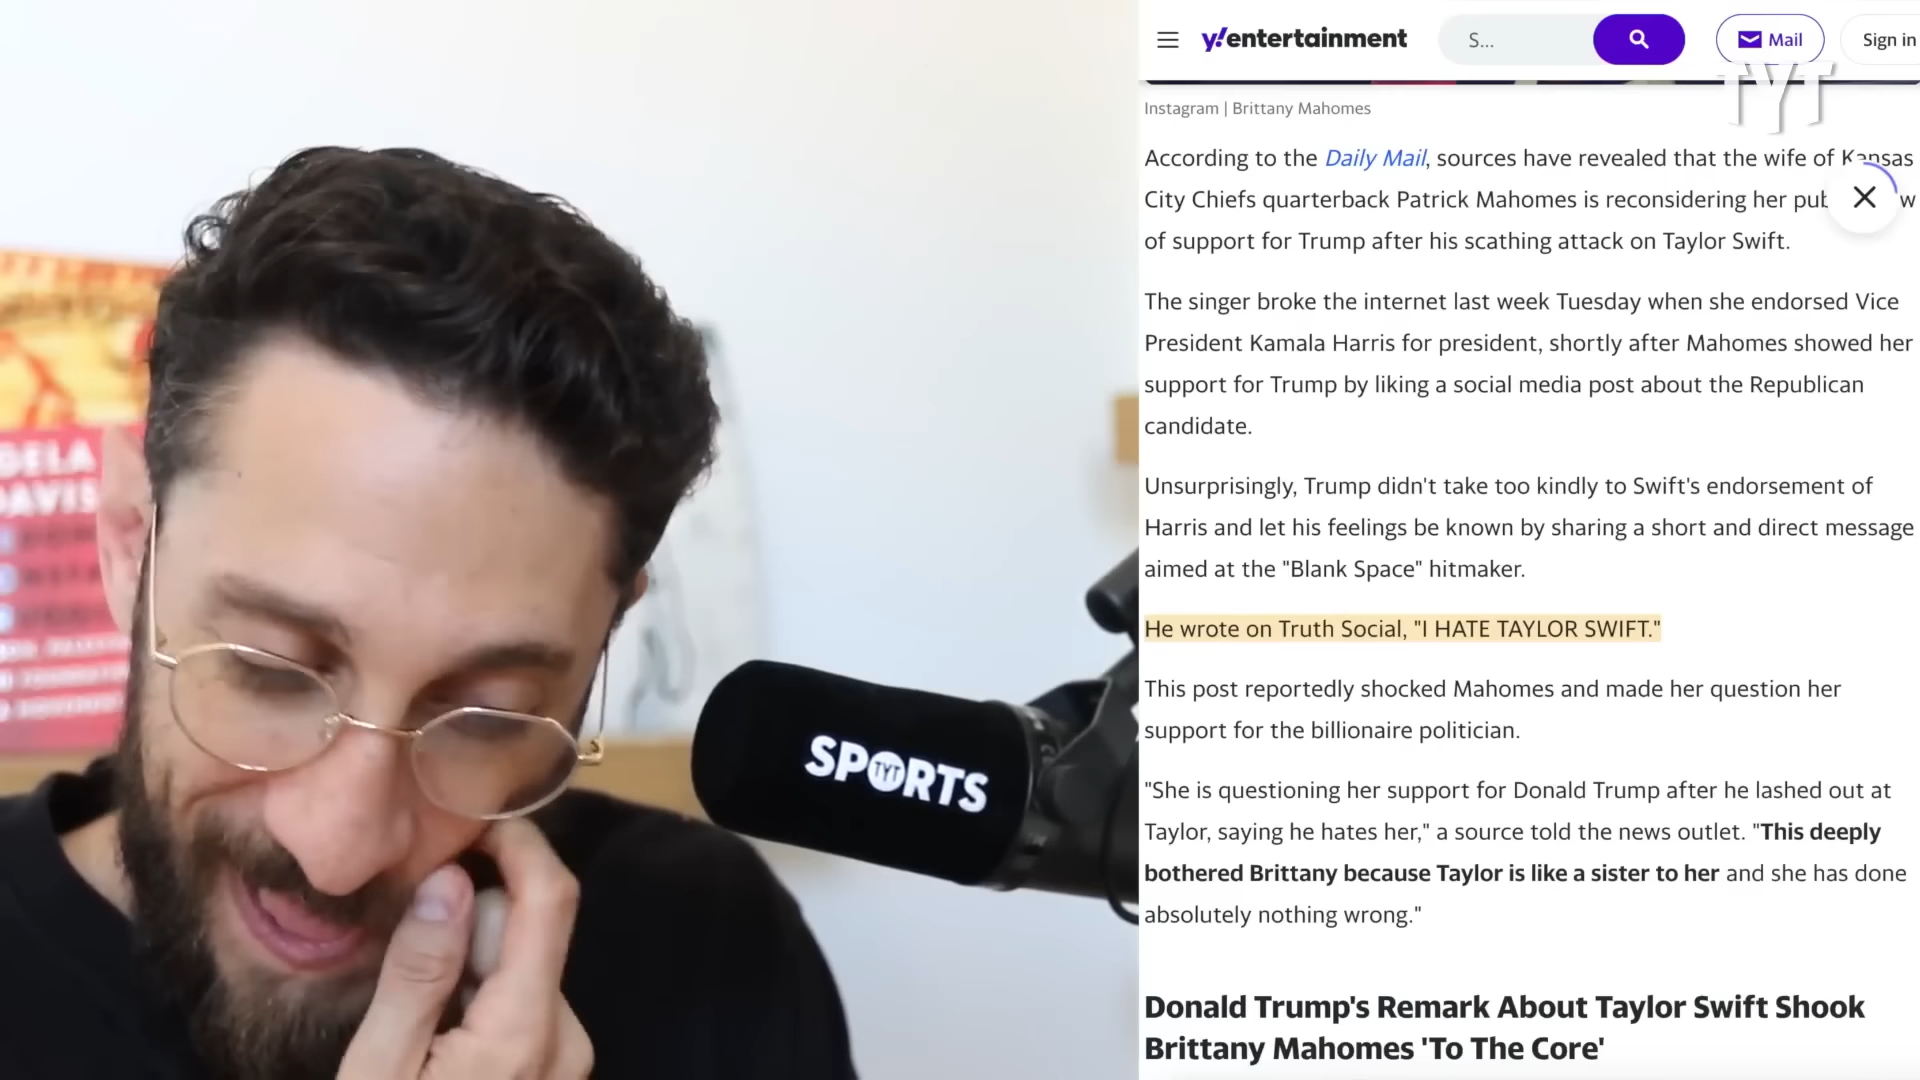 y!entertainment
S...
Mail
Sign in
TYT
Instagram | Brittany Mahomes
According to the Daily Mail, sources have revealed that the wife of Kansas
City Chiefs quarterback Patrick Mahomes is reconsidering her
of support for Trump after his scathing attack on Taylor Swift.
The singer broke the internet last week Tuesday when she endorsed Vice
President Kamala Harris for president, shortly after Mahomes showed her
support for Trump by liking a social media post about the Republican
candidate.
Unsurprisingly, Trump didn't take too kindly to Swift's endorsement of
Harris and let his feelings be known by sharing a short and direct message
aimed at the "Blank Space" hitmaker.
He wrote on Truth Social, "I HATE TAYLOR SWIFT."
This post reportedly shocked Mahomes and made her question her
support for the billionaire politician.
"She is questioning her support for Donald Trump after he lashed out at
Taylor, saying he hates her," a source told the news outlet. "This deeply
bothered Brittany because Taylor is like a sister to her and she has done
absolutely nothing wrong."
Donald Trump's Remark About Taylor Swift Shook
Brittany Mahomes 'To The Core'
GELA
DAVIS
SPORTS
TYT